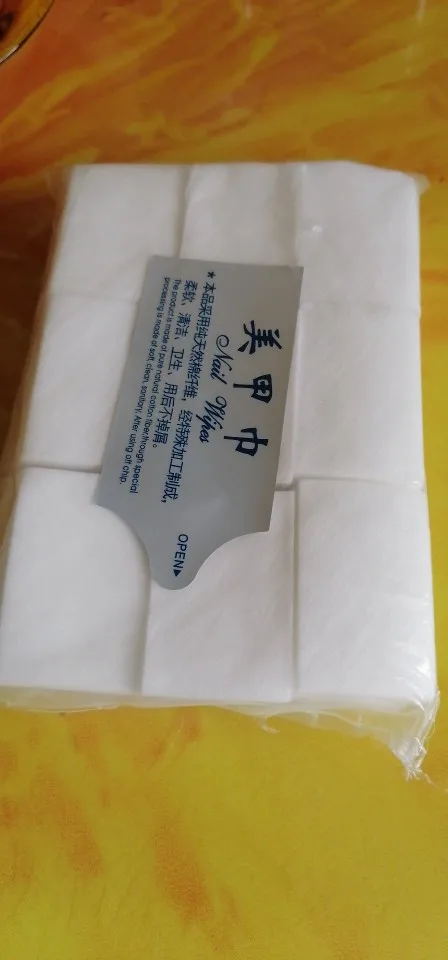 美甲巾
Nail Wipes
★本品采用纯天然棉纤维，经特殊加工制成，
柔软、清洁、卫生、用后不掉屑。
The product is made of pure natural cotton fiber,through special
processing is made of soft, clean, sanitary. After using off chip.
OPEN▶